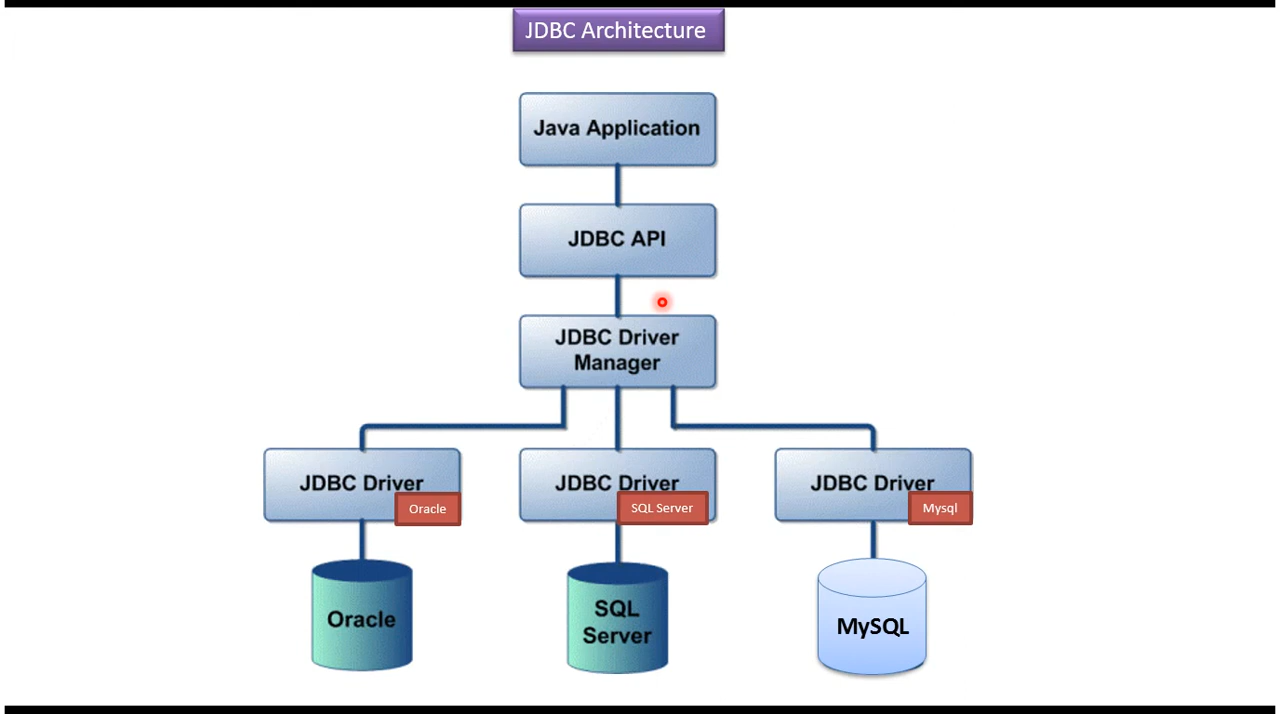 JDBC Architecture
Java Application
JDBC API
JDBC Driver
Manager
JDBC Driver
Oracle
JDBC Driver
SQL Server
JDBC Driver
Mysql
Oracle
SQL
Server
MySQL